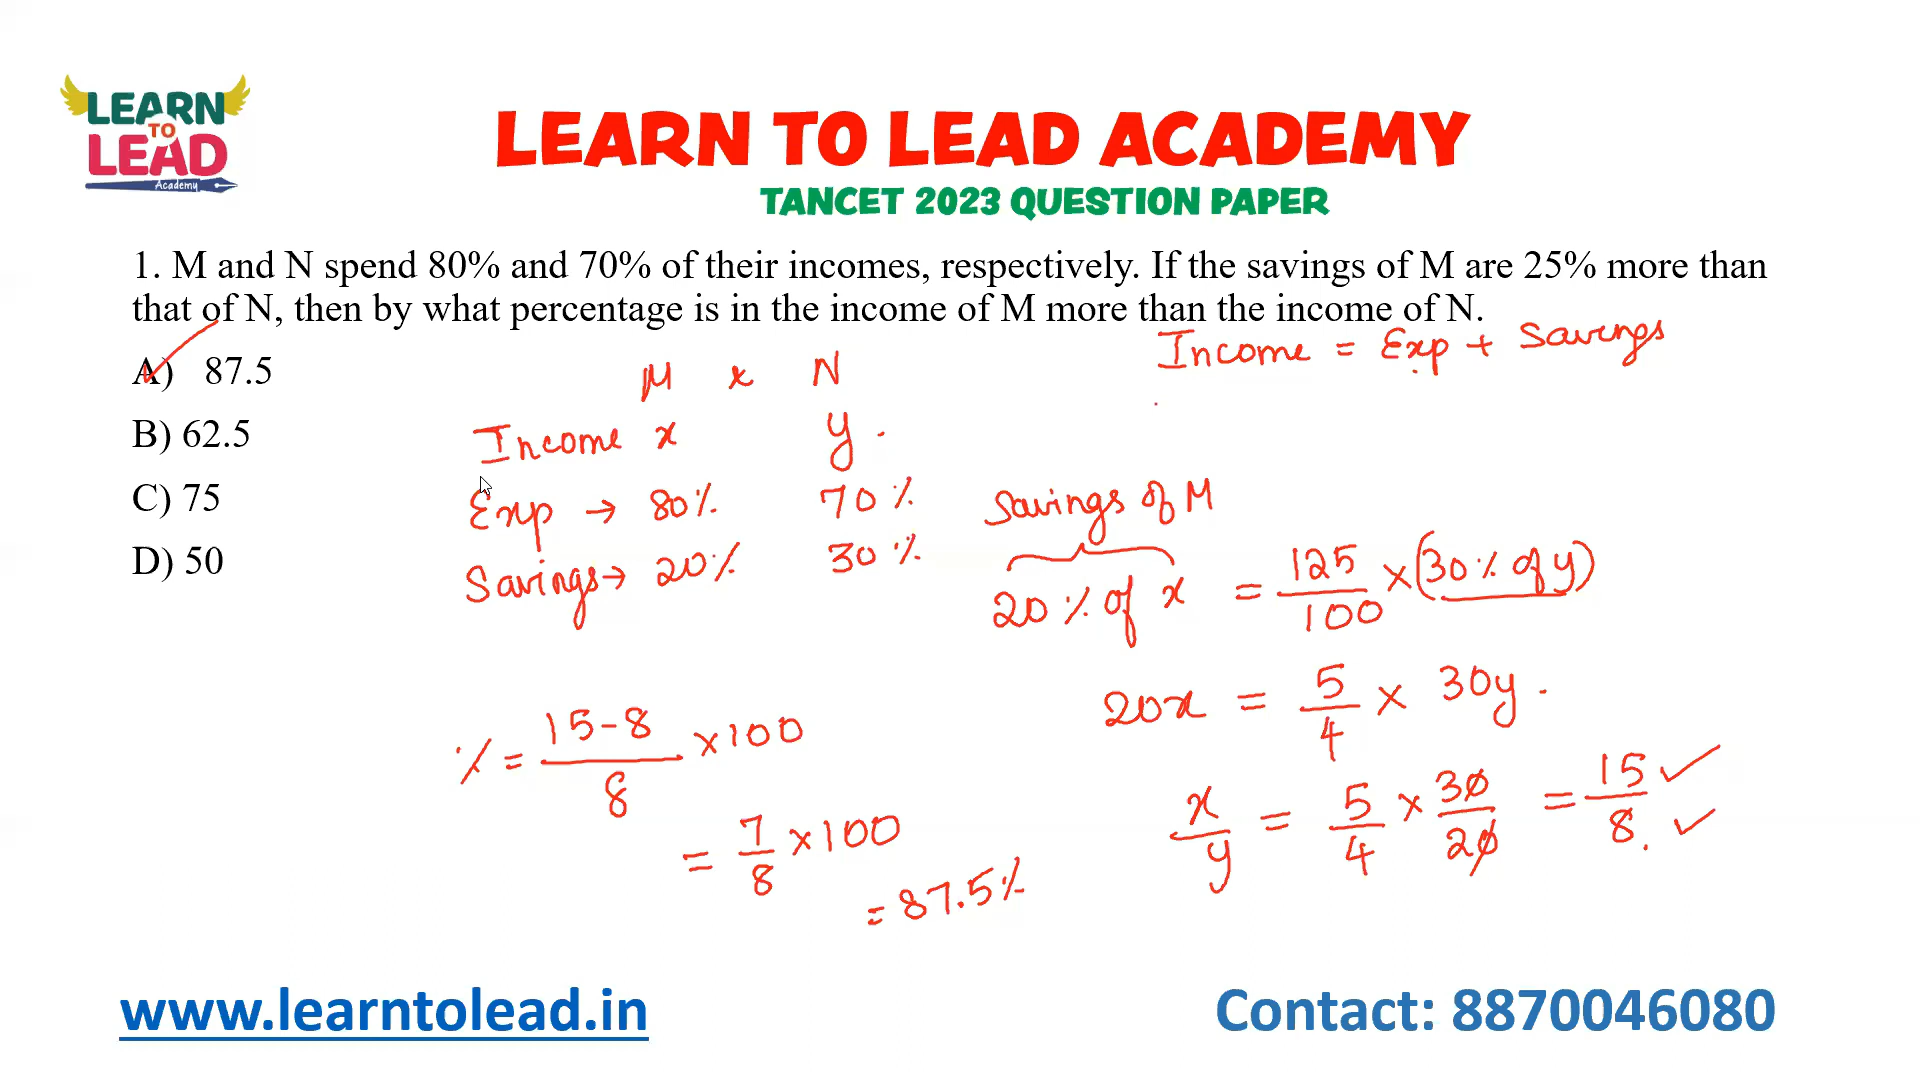 LEARN
TO
LEAD
Academy
LEARN TO LEAD ACADEMY
TANCET 2023 QUESTION PAPER
1. M and N spend 80% and 70% of their incomes, respectively. If the savings of M are 25% more than
that of N, then by what percentage is in the income of M more than the income of N.
Income = Exp + Savings
A) 87.5
B) 62.5
C) 75
D) 50
M x N
Income x y .
Exp → 80% 70%
Savings → 20% 30%
Savings of M
20% of x = 125/100 × (30% of y)
20x = 5/4 × 30y .
x/y = 5/4 × 30/20 = 15/8
% = 15-8/8 ×100
= 7/8 ×100
= 87.5%
www.learntolead.in
Contact: 8870046080